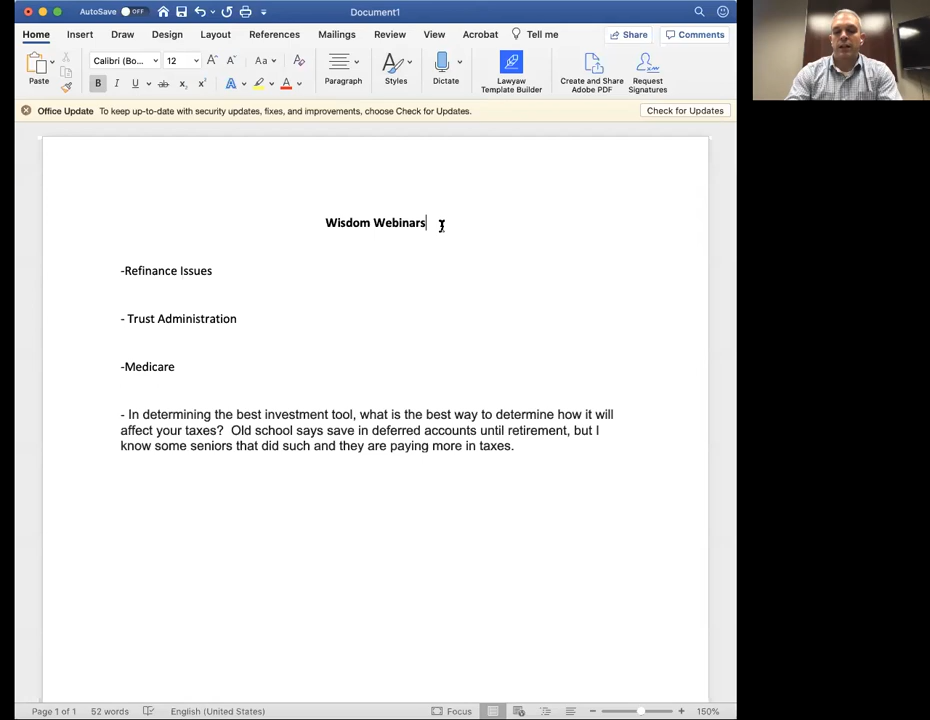 AutoSave OFF
Document1
Home Insert Draw Design Layout References Mailings Review View Acrobat Tell me Share Comments
Calibri (Bo... 12 Aa
Paste Paragraph Styles Dictate Lawyaw Template Builder Create and Share Adobe PDF Request Signatures
Office Update To keep up-to-date with security updates, fixes, and improvements, choose Check for Updates. Check for Updates
Wisdom Webinars
-Refinance Issues
- Trust Administration
-Medicare
- In determining the best investment tool, what is the best way to determine how it will
affect your taxes? Old school says save in deferred accounts until retirement, but I
know some seniors that did such and they are paying more in taxes.
Page 1 of 1 52 words English (United States) Focus 150%